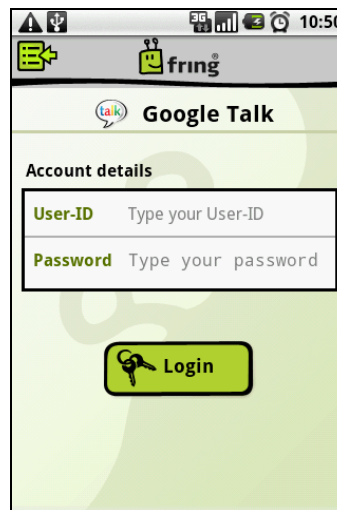 3G 10:50
fring®
talk Google Talk
Account details
User-ID Type your User-ID
Password Type your password
Login